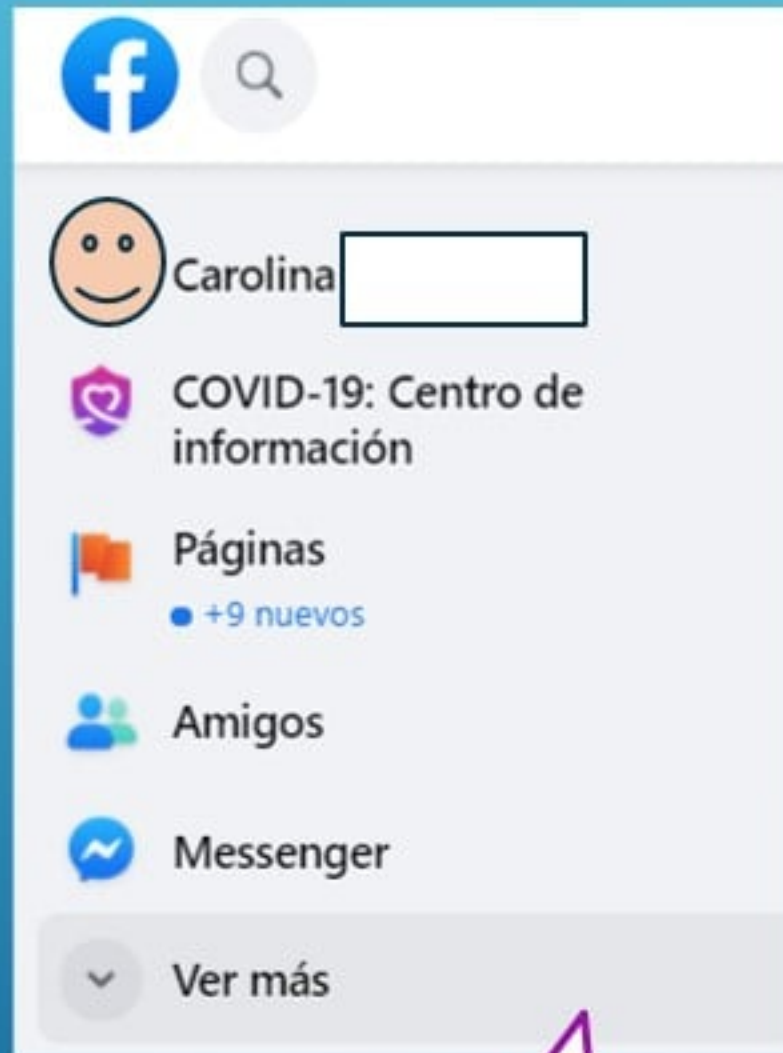 Carolina
COVID-19: Centro de
información
Páginas
+9 nuevos
Amigos
Messenger
Ver más